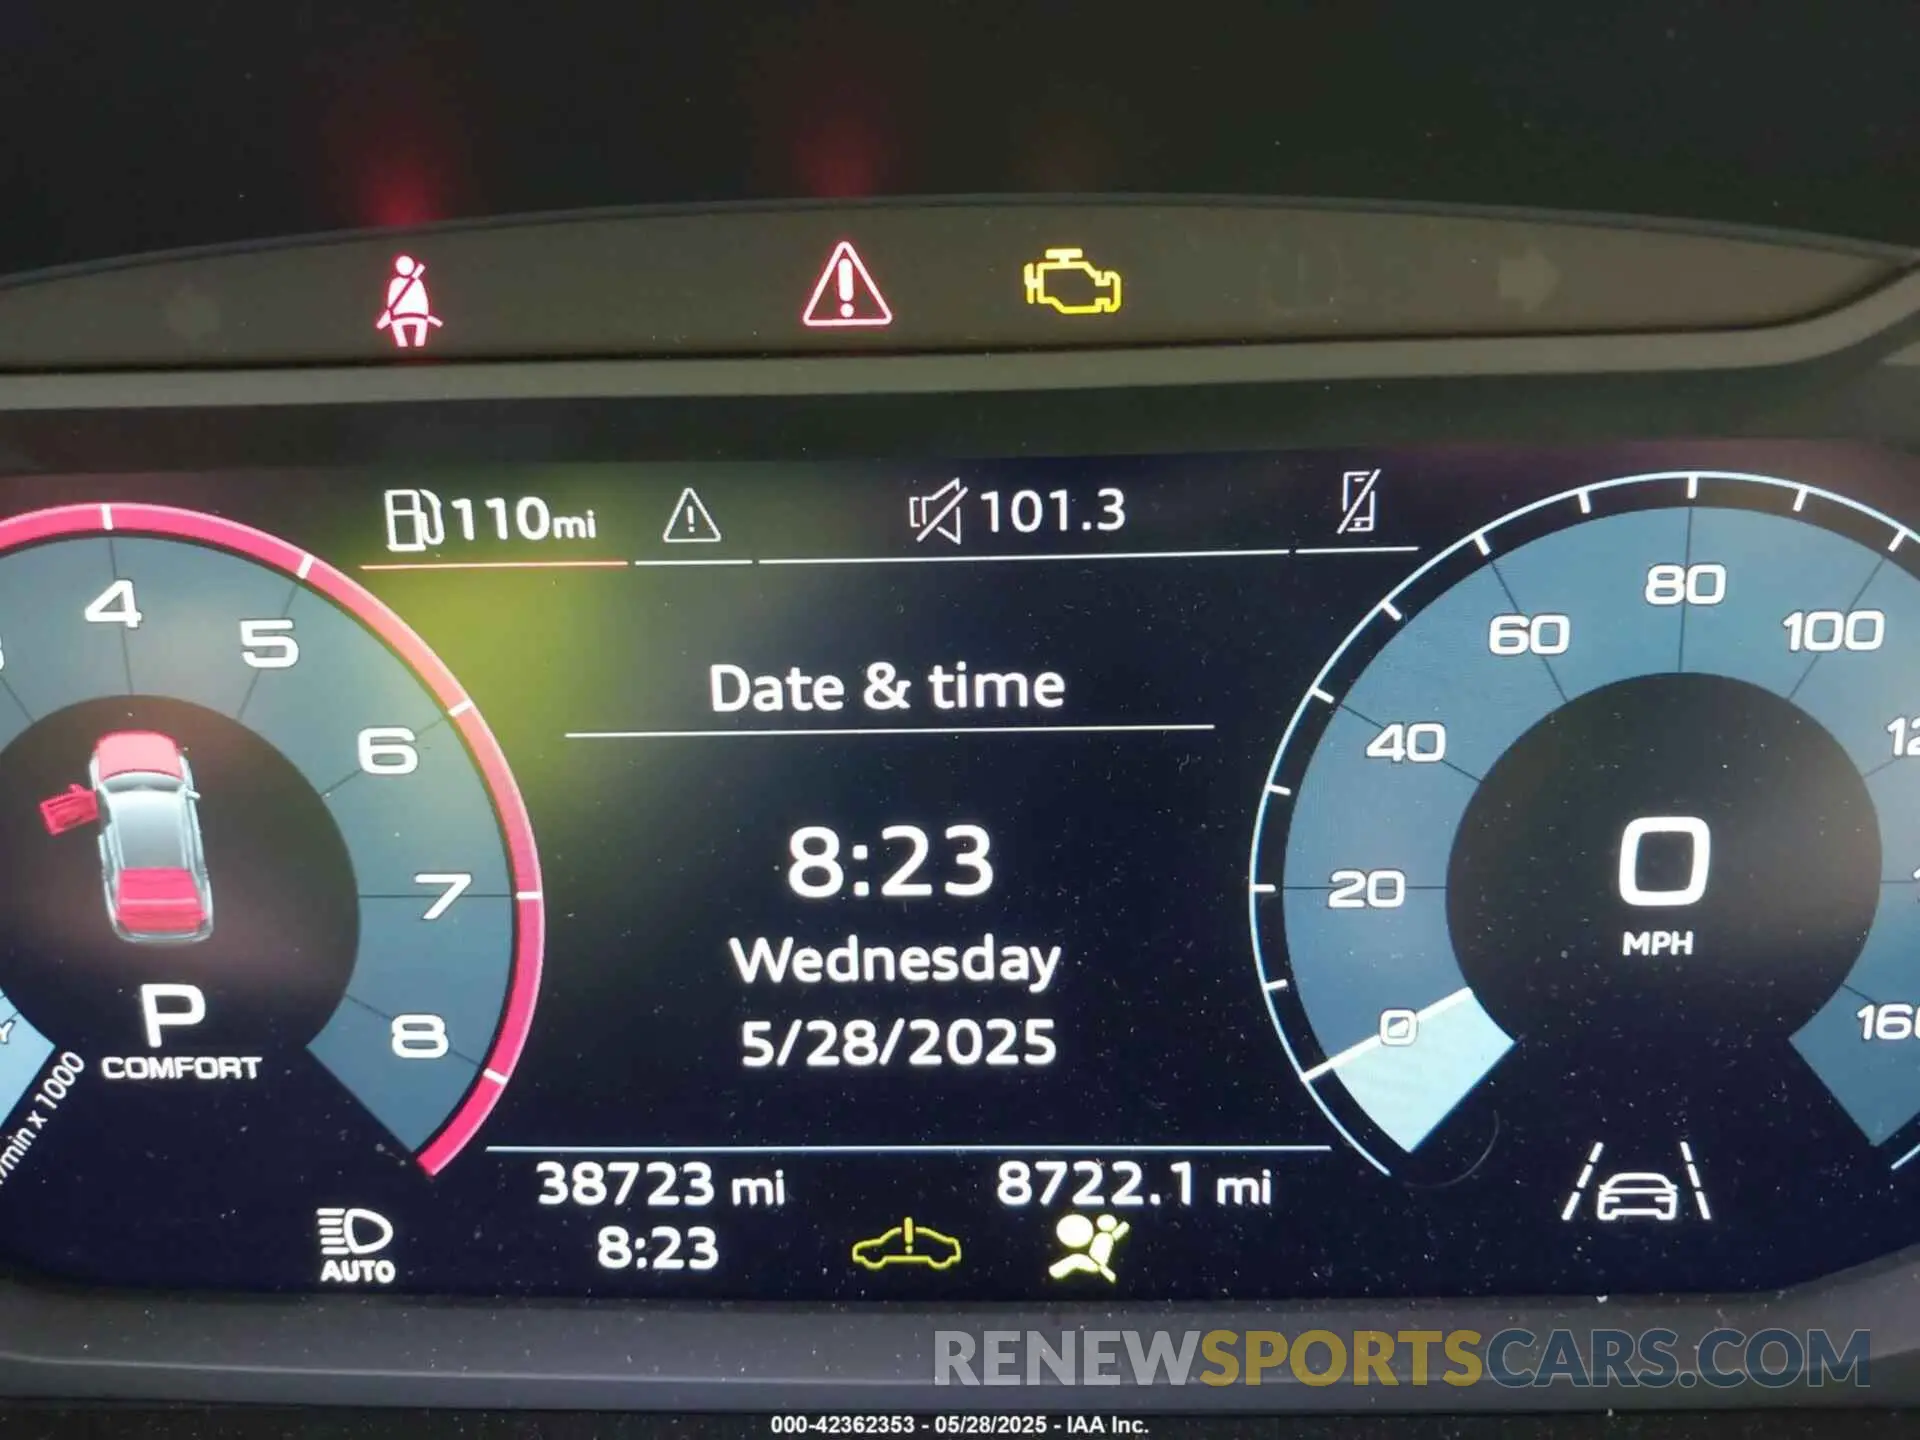 110mi
101.3
4
5
6
7
8
Date & time
8:23
Wednesday
5/28/2025
P
COMFORT
/min x 1000
0
20
40
60
80
100
160
0
MPH
38723 mi
8722.1 mi
AUTO
8:23
RENEWSPORTSCARS.COM
000-42362353 - 05/28/2025 - IAA Inc.